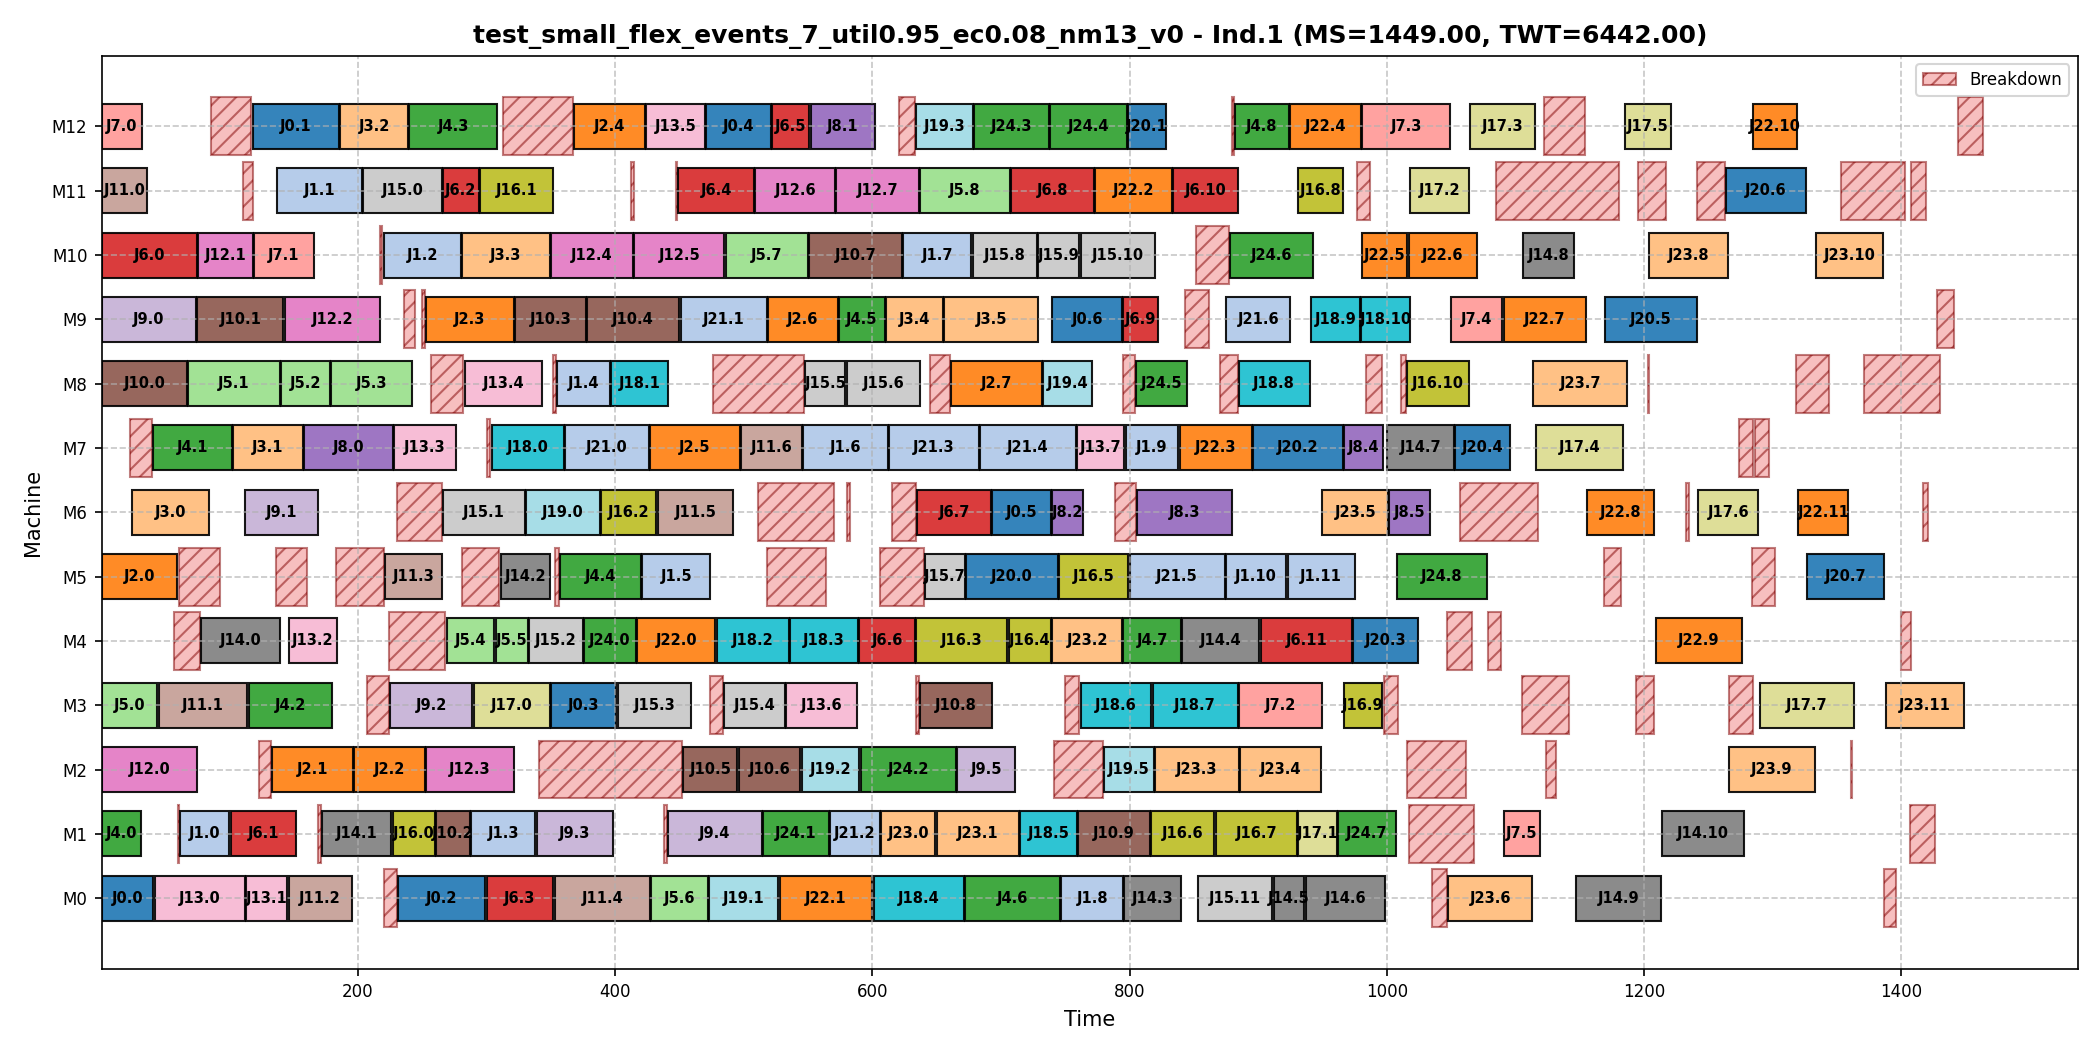 test_small_flex_events_7_util0.95_ec0.08_nm13_v0 - Ind.1 (MS=1449.00, TWT=6442.00)
Breakdown
M12 J7.0 J0.1 J3.2 J4.3 J2.4 J13.5 J0.4 J6.5 J8.1 J19.3 J24.3 J24.4 J20.1 J4.8 J22.4 J7.3 J17.3 J17.5 J22.10
M11 J11.0 J1.1 J15.0 J6.2 J16.1 J6.4 J12.6 J12.7 J5.8 J6.8 J22.2 J6.10 J16.8 J17.2 J20.6
M10 J6.0 J12.1 J7.1 J1.2 J3.3 J12.4 J12.5 J5.7 J10.7 J1.7 J15.8 J15.9 J15.10 J24.6 J22.5 J22.6 J14.8 J23.8 J23.10
M9 J9.0 J10.1 J12.2 J2.3 J10.3 J10.4 J21.1 J2.6 J4.5 J3.4 J3.5 J0.6 J6.9 J21.6 J18.9 J18.10 J7.4 J22.7 J20.5
M8 J10.0 J5.1 J5.2 J5.3 J13.4 J1.4 J18.1 J15.5 J15.6 J2.7 J19.4 J24.5 J18.8 J16.10 J23.7
M7 J4.1 J3.1 J8.0 J13.3 J18.0 J21.0 J2.5 J11.6 J1.6 J21.3 J21.4 J13.7 J1.9 J22.3 J20.2 J8.4 J14.7 J20.4 J17.4
M6 J3.0 J9.1 J15.1 J19.0 J16.2 J11.5 J6.7 J0.5 J8.2 J8.3 J23.5 J8.5 J22.8 J17.6 J22.11
M5 J2.0 J11.3 J14.2 J4.4 J1.5 J15.7 J20.0 J16.5 J21.5 J1.10 J1.11 J24.8 J20.7
M4 J14.0 J13.2 J5.4 J5.5 J15.2 J24.0 J22.0 J18.2 J18.3 J6.6 J16.3 J16.4 J23.2 J4.7 J14.4 J6.11 J20.3 J22.9
M3 J5.0 J11.1 J4.2 J9.2 J17.0 J0.3 J15.3 J15.4 J13.6 J10.8 J18.6 J18.7 J7.2 J16.9 J17.7 J23.11
M2 J12.0 J2.1 J2.2 J12.3 J10.5 J10.6 J19.2 J24.2 J9.5 J19.5 J23.3 J23.4 J23.9
M1 J4.0 J1.0 J6.1 J14.1 J16.0 J10.2 J1.3 J9.3 J9.4 J24.1 J21.2 J23.0 J23.1 J18.5 J10.9 J16.6 J16.7 J17.1 J24.7 J7.5 J14.10
M0 J0.0 J13.0 J13.1 J11.2 J0.2 J6.3 J11.4 J5.6 J19.1 J22.1 J18.4 J4.6 J1.8 J14.3 J15.11 J14.5 J14.6 J23.6 J14.9
200 400 600 800 1000 1200 1400
Time
Machine